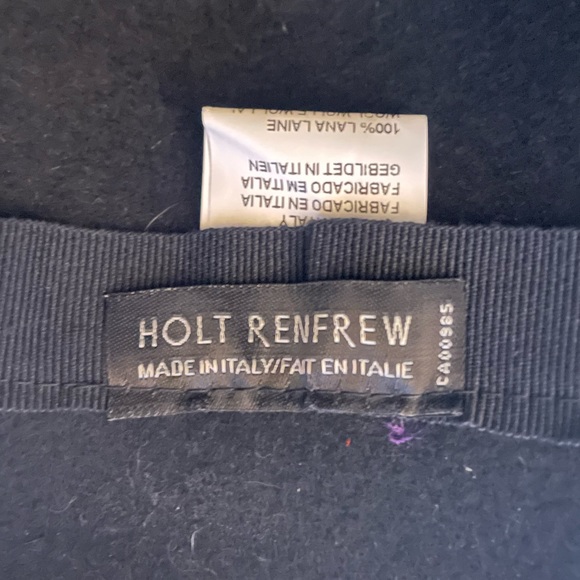 100% LANA LAINE
GEBILDET IN ITALIEN
FABRICADO EM ITALIA
FABRICADO EN ITALIA
HOLT RENFREW
MADE IN ITALY/FAIT EN ITALIE
CA00985